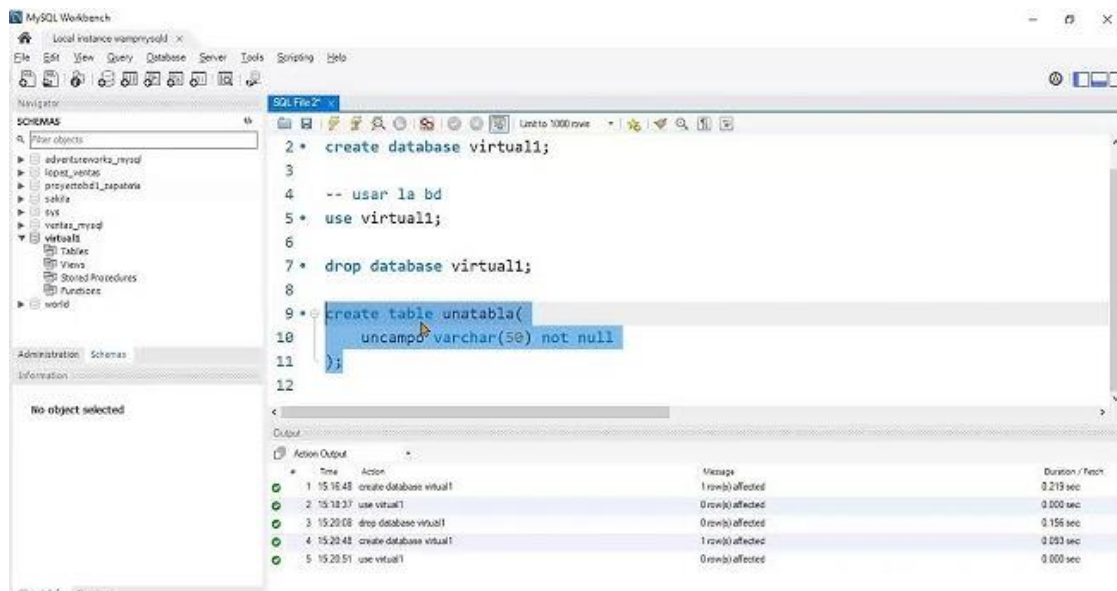 MySQL Workbench
Local instance wampmysqld ×
File Edit View Query Database Server Tools Scripting Help
Navigator
SCHEMAS
Filter objects
adventureworks_mysql
lopez_ventas
proyectobd1_zapateria
sakila
sys
ventas_mysql
virtual1
Tables
Views
Stored Procedures
Functions
world
Administration Schemas
Information
No object selected
SQL File 2*
Limit to 1000 rows
2 create database virtual1;
3
4 -- usar la bd
5 use virtual1;
6
7 drop database virtual1;
8
9 create table unatabla(
10 uncampo varchar(50) not null
11 );
12
Output
Action Output
# Time Action Message Duration / Fetch
1 15:16:48 create database virtual1 1 row(s) affected 0.219 sec
2 15:18:37 use virtual1 0 row(s) affected 0.000 sec
3 15:20:08 drop database virtual1 0 row(s) affected 0.156 sec
4 15:20:48 create database virtual1 1 row(s) affected 0.093 sec
5 15:20:51 use virtual1 0 row(s) affected 0.000 sec